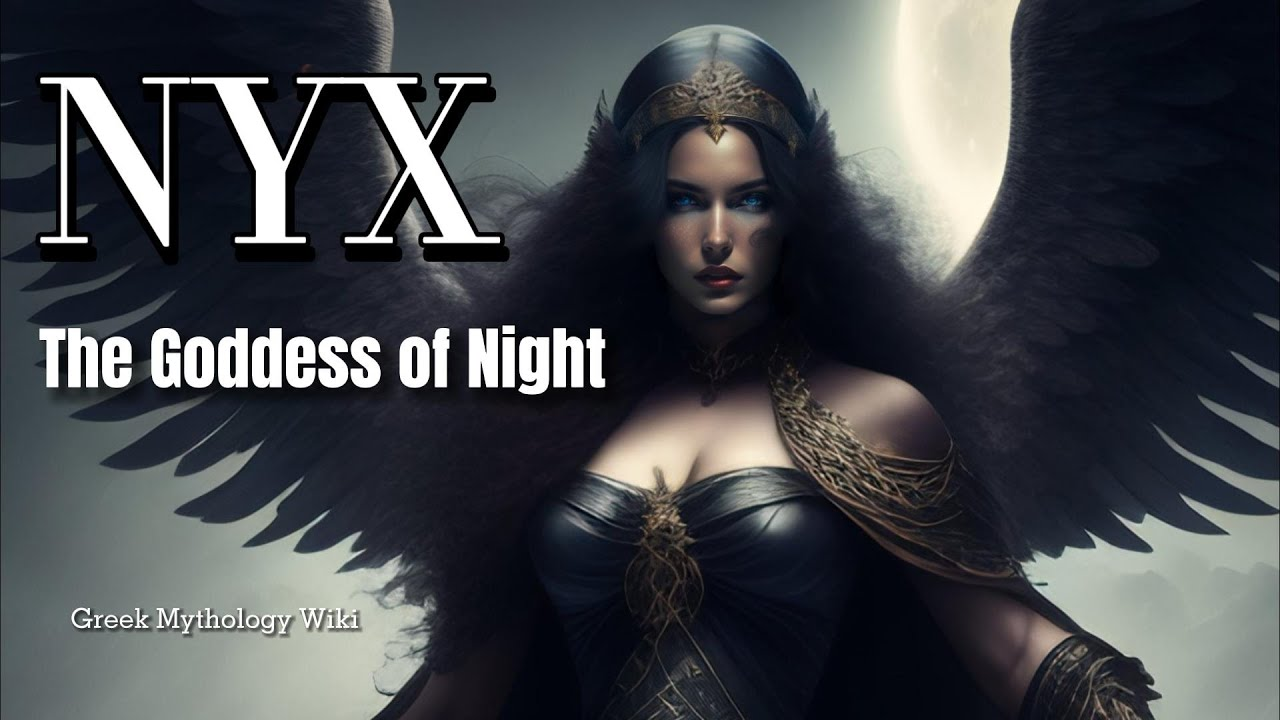 NYX
The Goddess of Night
Greek Mythology Wiki